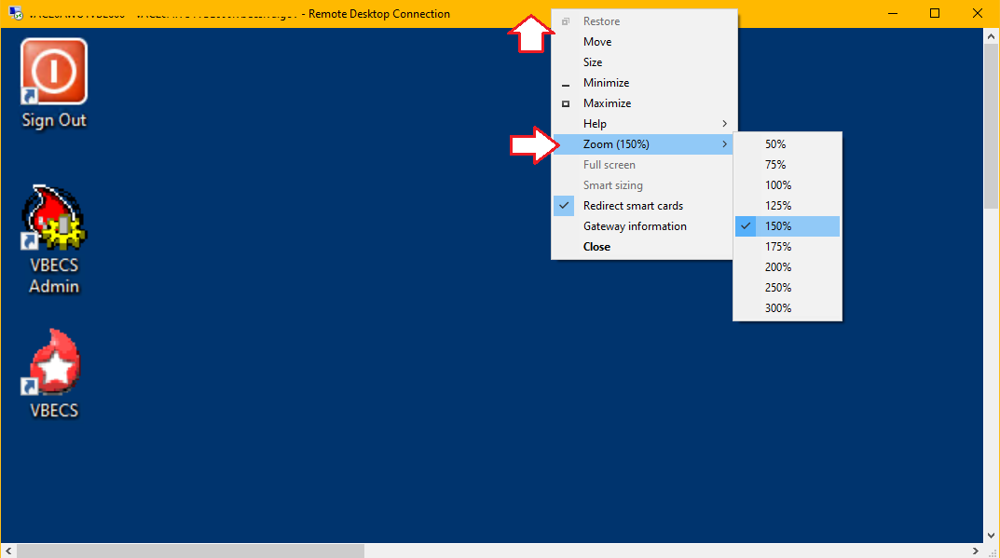 - Remote Desktop Connection
Sign Out
VBECS
Admin
VBECS
Restore
Move
Size
Minimize
Maximize
Help
Zoom (150%)
Full screen
Smart sizing
Redirect smart cards
Gateway information
Close
50%
75%
100%
125%
150%
175%
200%
250%
300%